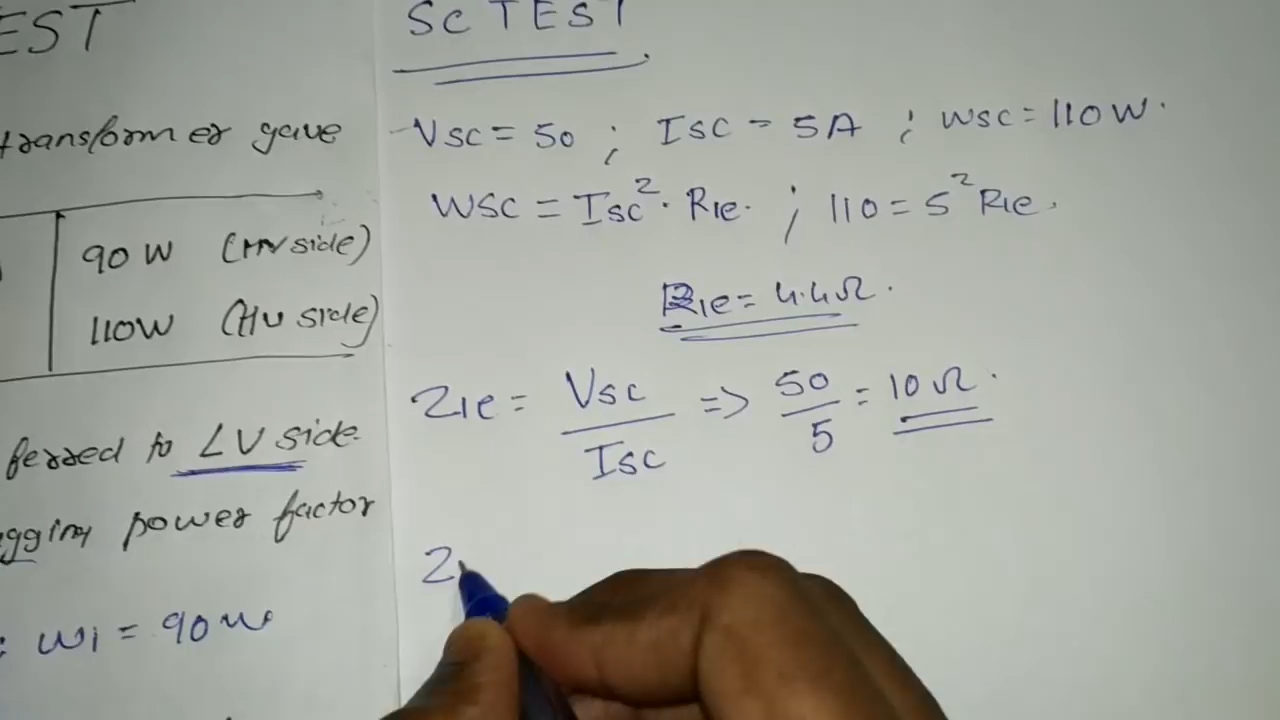 EST
transformer gave
90 W (HV side)
110W (HV side)
ferred to LV side.
gging power factor
: W1 = 90 W
SC TEST
Vsc = 50 ; Isc = 5A ; Wsc = 110W.
Wsc = Isc². R1e. ; 110 = 5² R1e.
R1e = 4.4Ω.
Z1e = Vsc / Isc => 50 / 5 = 10Ω.
Z